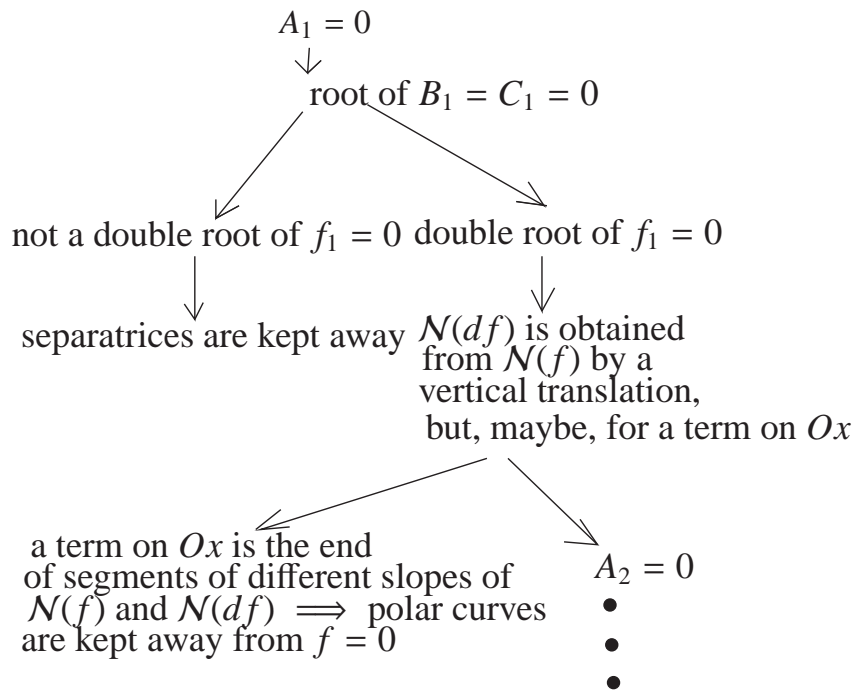 A₁ = 0
root of B₁ = C₁ = 0
not a double root of f₁ = 0
double root of f₁ = 0
separatrices are kept away
𝒩(df) is obtained
from 𝒩(f) by a
vertical translation,
but, maybe, for a term on Ox
a term on Ox is the end
of segments of different slopes of
𝒩(f) and 𝒩(df) ⟹ polar curves
are kept away from f = 0
A₂ = 0